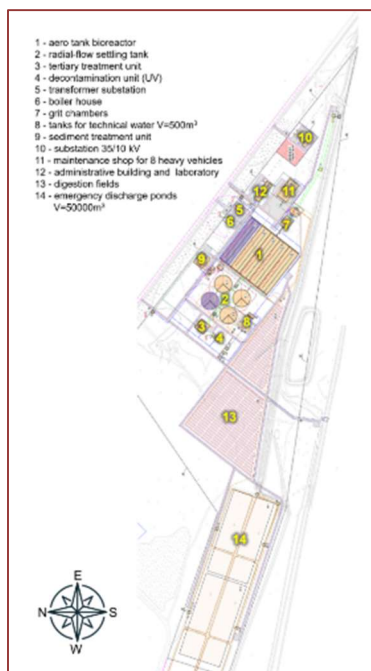 1 - aero tank bioreactor
2 - radial-flow settling tank
3 - tertiary treatment unit
4 - decontamination unit (UV)
5 - transformer substation
6 - boiler house
7 - grit chambers
8 - tanks for technical water V=500m³
9 - sediment treatment unit
10 - substation 35/10 kV
11 - maintenance shop for 8 heavy vehicles
12 - administrative building and laboratory
13 - digestion fields
14 - emergency discharge ponds
V=50000m³
10
12
11
5
6
7
1
9
2
8
3
4
13
14
E
N
S
W